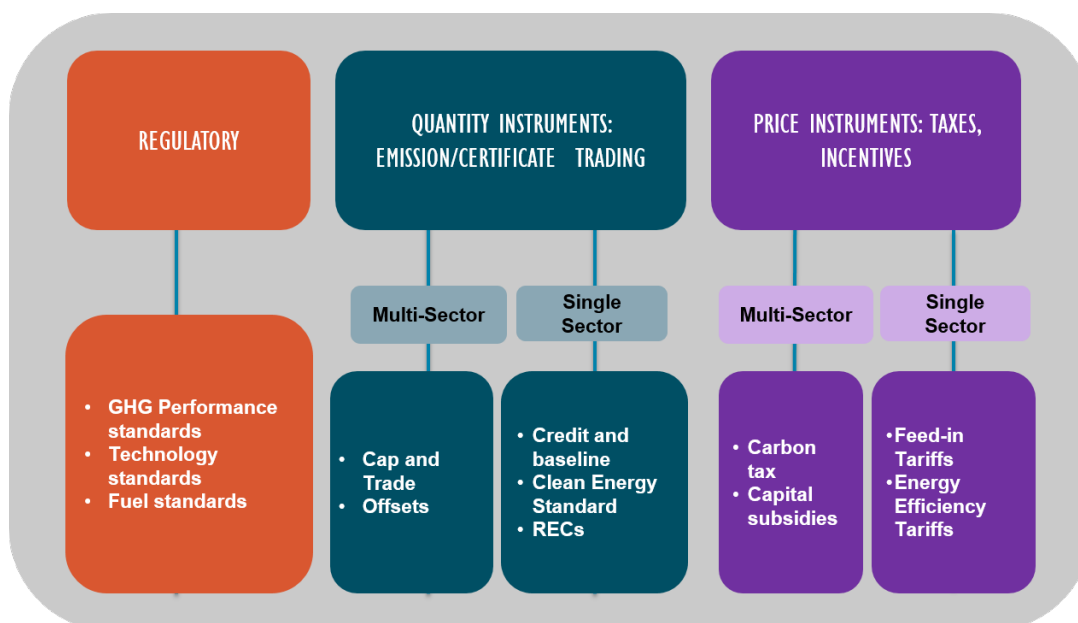 REGULATORY
QUANTITY INSTRUMENTS:
EMISSION/CERTIFICATE TRADING
PRICE INSTRUMENTS: TAXES,
INCENTIVES
Multi-Sector
Single
Sector
Multi-Sector
Single
Sector
• GHG Performance
standards
• Technology
standards
• Fuel standards
• Cap and
Trade
• Offsets
• Credit and
baseline
• Clean Energy
Standard
• RECs
• Carbon
tax
• Capital
subsidies
•Feed-in
Tariffs
•Energy
Efficiency
Tariffs